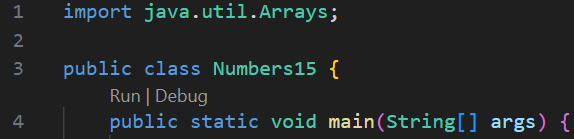 1 import java.util.Arrays;
2
3 public class Numbers15 {
Run | Debug
4 public static void main(String[] args) {